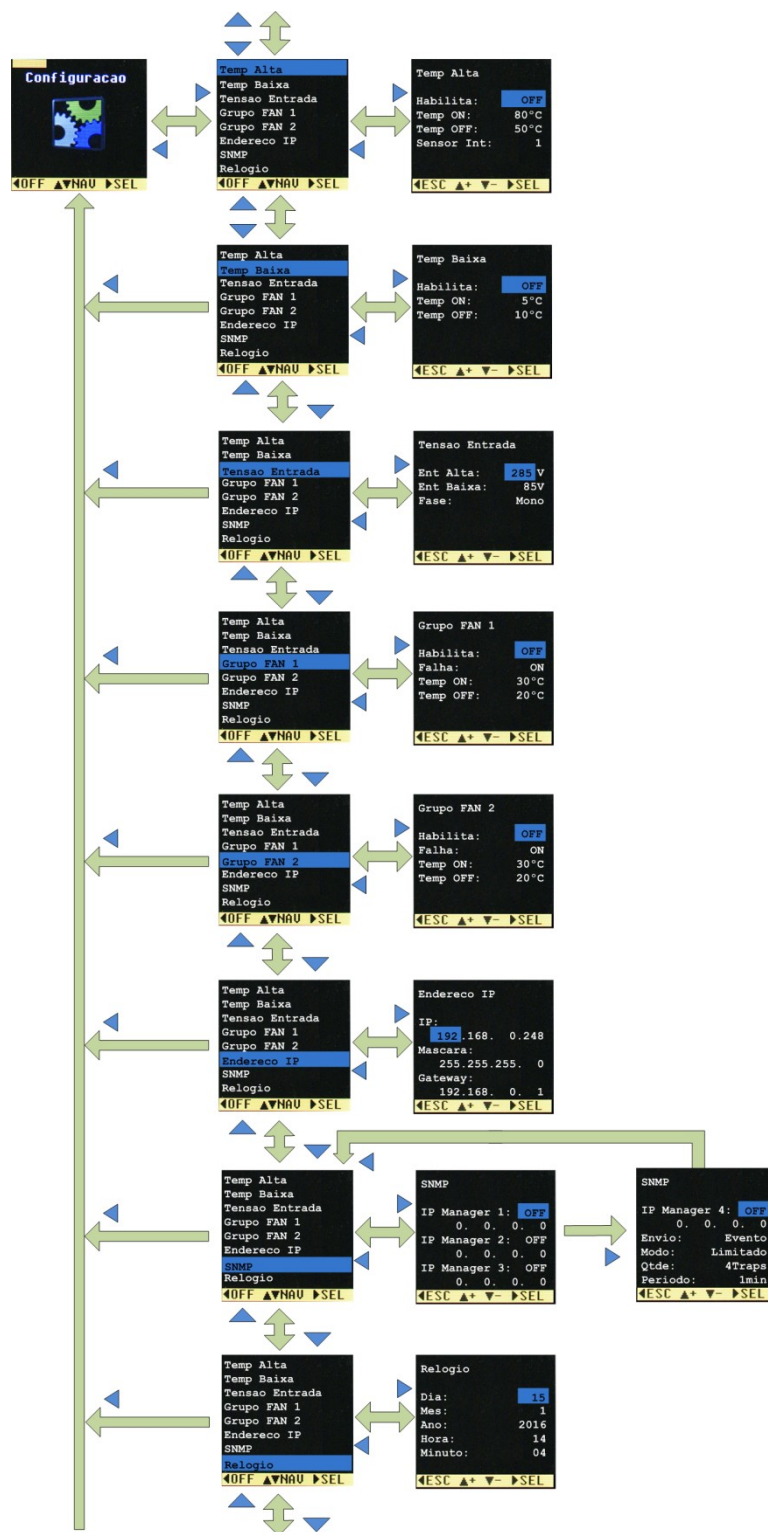 Configuracao
◀OFF ▲▼NAV ▶SEL
Temp Alta
Temp Baixa
Tensao Entrada
Grupo FAN 1
Grupo FAN 2
Endereco IP
SNMP
Relogio
◀OFF ▲▼NAV ▶SEL
Temp Alta
Habilita: OFF
Temp ON: 80°C
Temp OFF: 50°C
Sensor Int: 1
◀ESC ▲+ ▼- ▶SEL
Temp Alta
Temp Baixa
Tensao Entrada
Grupo FAN 1
Grupo FAN 2
Endereco IP
SNMP
Relogio
◀OFF ▲▼NAV ▶SEL
Temp Baixa
Habilita: OFF
Temp ON: 5°C
Temp OFF: 10°C
◀ESC ▲+ ▼- ▶SEL
Temp Alta
Temp Baixa
Tensao Entrada
Grupo FAN 1
Grupo FAN 2
Endereco IP
SNMP
Relogio
◀OFF ▲▼NAV ▶SEL
Tensao Entrada
Ent Alta: 285 V
Ent Baixa: 85V
Fase: Mono
◀ESC ▲+ ▼- ▶SEL
Temp Alta
Temp Baixa
Tensao Entrada
Grupo FAN 1
Grupo FAN 2
Endereco IP
SNMP
Relogio
◀OFF ▲▼NAV ▶SEL
Grupo FAN 1
Habilita: OFF
Falha: ON
Temp ON: 30°C
Temp OFF: 20°C
◀ESC ▲+ ▼- ▶SEL
Temp Alta
Temp Baixa
Tensao Entrada
Grupo FAN 1
Grupo FAN 2
Endereco IP
SNMP
Relogio
◀OFF ▲▼NAV ▶SEL
Grupo FAN 2
Habilita: OFF
Falha: ON
Temp ON: 30°C
Temp OFF: 20°C
◀ESC ▲+ ▼- ▶SEL
Temp Alta
Temp Baixa
Tensao Entrada
Grupo FAN 1
Grupo FAN 2
Endereco IP
SNMP
Relogio
◀OFF ▲▼NAV ▶SEL
Endereco IP
IP:
192.168. 0.248
Mascara:
255.255.255. 0
Gateway:
192.168. 0. 1
◀ESC ▲+ ▼- ▶SEL
Temp Alta
Temp Baixa
Tensao Entrada
Grupo FAN 1
Grupo FAN 2
Endereco IP
SNMP
Relogio
◀OFF ▲▼NAV ▶SEL
SNMP
IP Manager 1: OFF
0. 0. 0. 0
IP Manager 2: OFF
0. 0. 0. 0
IP Manager 3: OFF
0. 0. 0. 0
◀ESC ▲+ ▼- ▶SEL
SNMP
IP Manager 4: OFF
0. 0. 0. 0
Envio: Evento
Modo: Limitado
Qtde: 4Traps
Periodo: 1min
◀ESC ▲+ ▼- ▶SEL
Temp Alta
Temp Baixa
Tensao Entrada
Grupo FAN 1
Grupo FAN 2
Endereco IP
SNMP
Relogio
◀OFF ▲▼NAV ▶SEL
Relogio
Dia: 15
Mes: 1
Ano: 2016
Hora: 14
Minuto: 04
◀ESC ▲+ ▼- ▶SEL